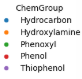 ChemGroup
Hydrocarbon
Hydroxylamine
Phenoxyl
Phenol
Thiophenol